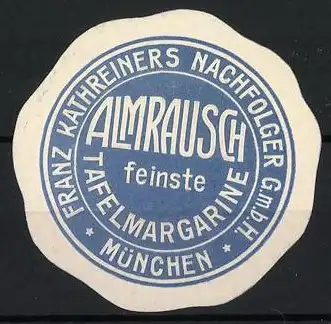 FRANZ KATHREINERS NACHFOLGER G.m.b.H.
ALMRAUSCH
feinste
TAFELMARGARINE
* MÜNCHEN *